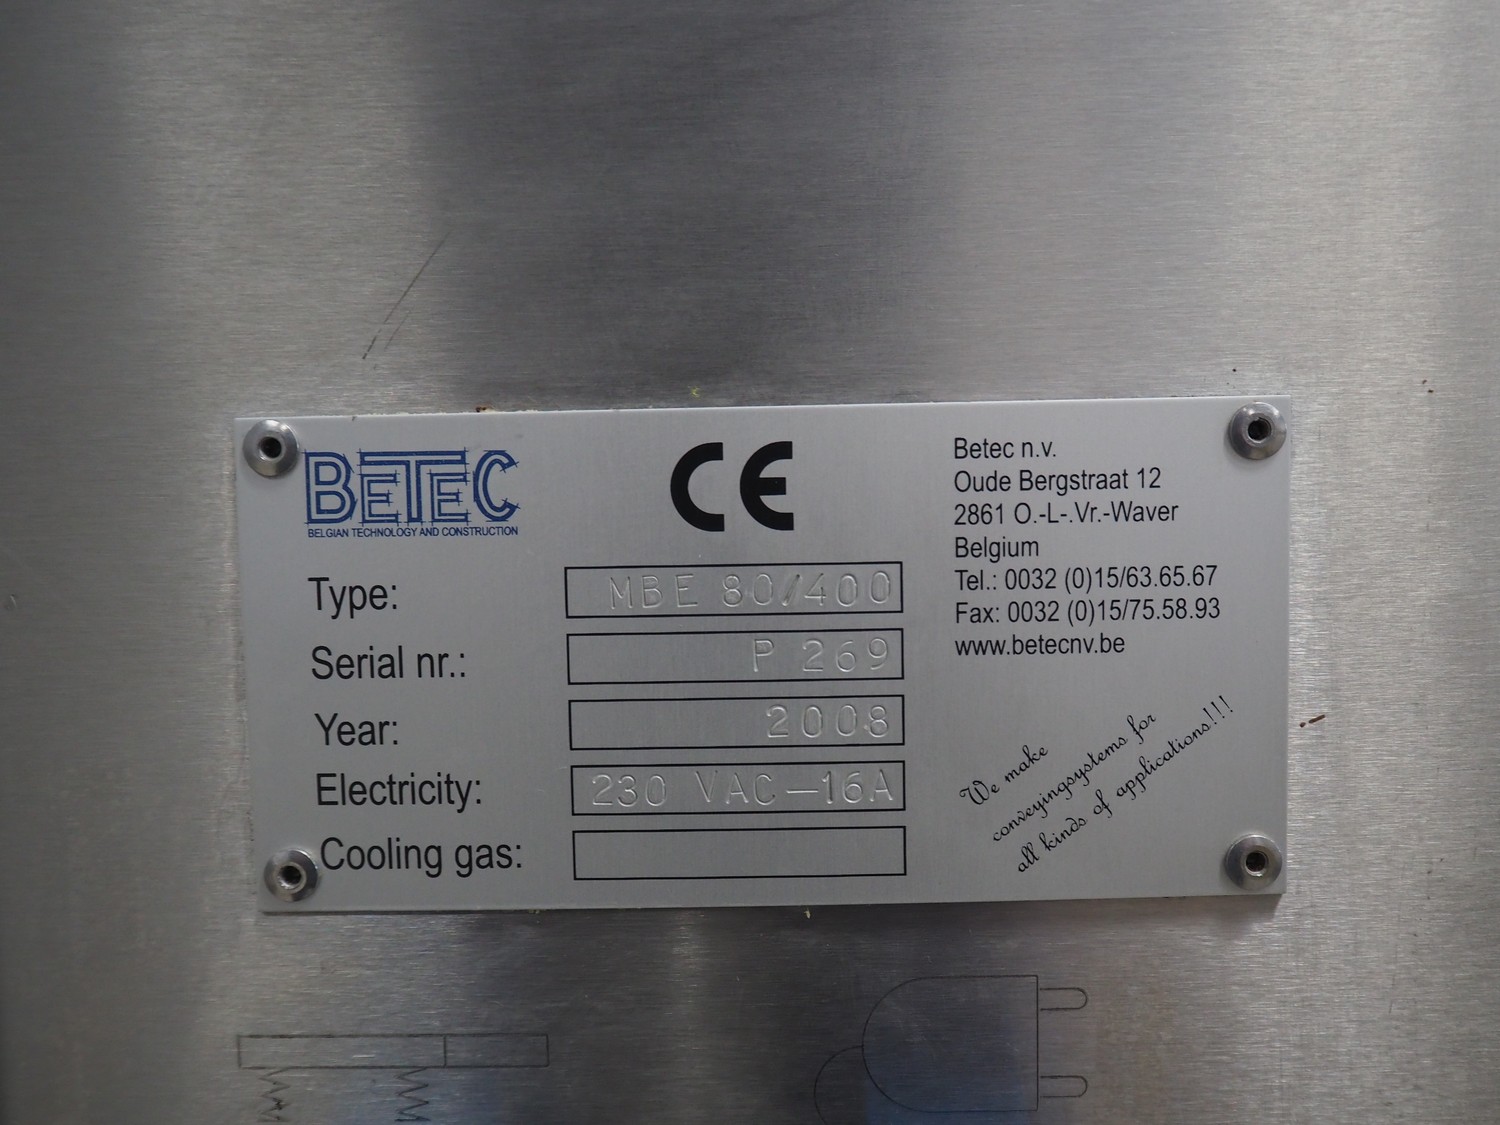 BETEC
BELGIAN TECHNOLOGY AND CONSTRUCTION
CE
Type: MBE 80/400
Serial nr.: P 269
Year: 2008
Electricity: 230 VAC-16A
Cooling gas:
Betec n.v.
Oude Bergstraat 12
2861 O.-L-.Vr.-Waver
Belgium
Tel.: 0032 (0)15/63.65.67
Fax: 0032 (0)15/75.58.93
www.betecnv.be
We make
conveyingsystems for
all kinds of applications!!!